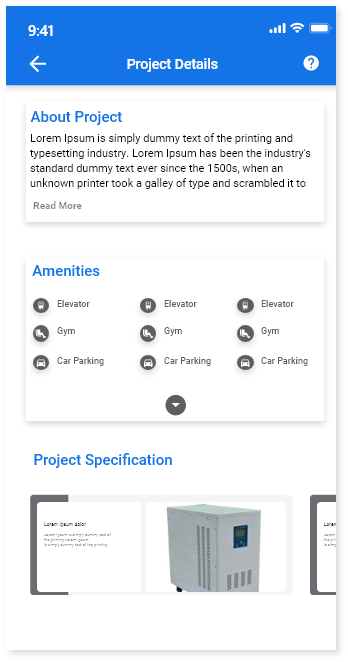 9:41
Project Details
?
About Project
Lorem Ipsum is simply dummy text of the printing and
typesetting industry. Lorem Ipsum has been the industry's
standard dummy text ever since the 1500s, when an
unknown printer took a galley of type and scrambled it to
Read More
Amenities
Elevator Elevator Elevator
Gym Gym Gym
Car Parking Car Parking Car Parking
Project Specification
Lorem ipsum dolor
Lorem Ipsum is simply dummy text of
the printing Lorem Ipsum
is simply dummy text of the printing